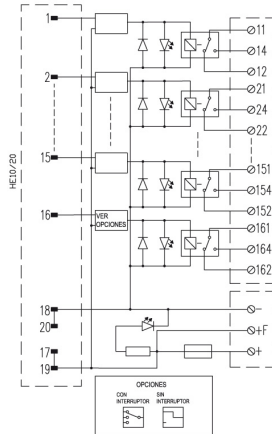 1
2
15
16
18
20
17
19
HE10/20
VER
OPCIONES
11
14
12
21
24
22
151
154
152
161
164
162
-
+F
+
OPCIONES
CON
INTERRUPTOR
SIN
INTERRUPTOR